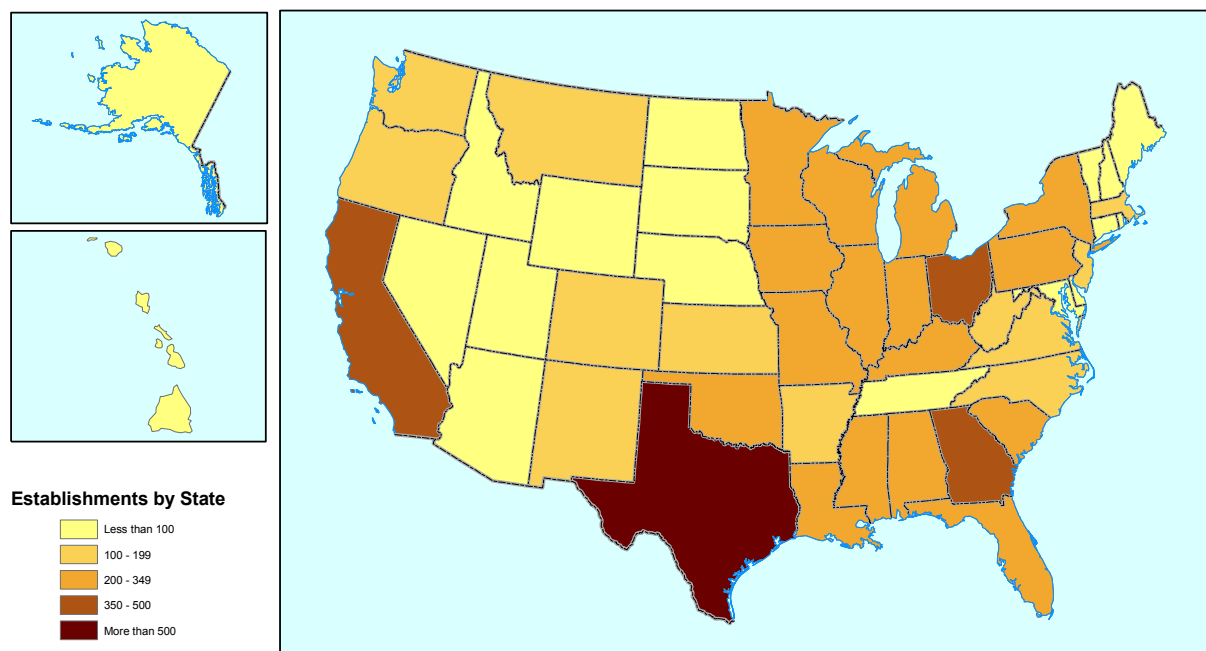 Establishments by State
Less than 100
100 - 199
200 - 349
350 - 500
More than 500